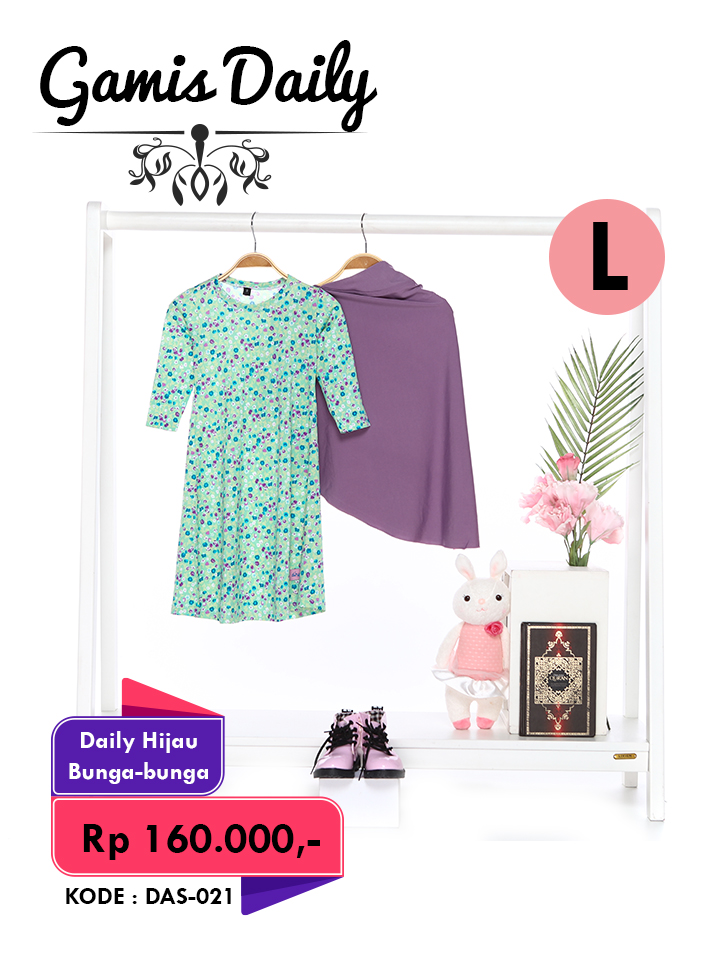 Gamis Daily
L
Daily Hijau
Bunga-bunga
Rp 160.000,-
KODE : DAS-021